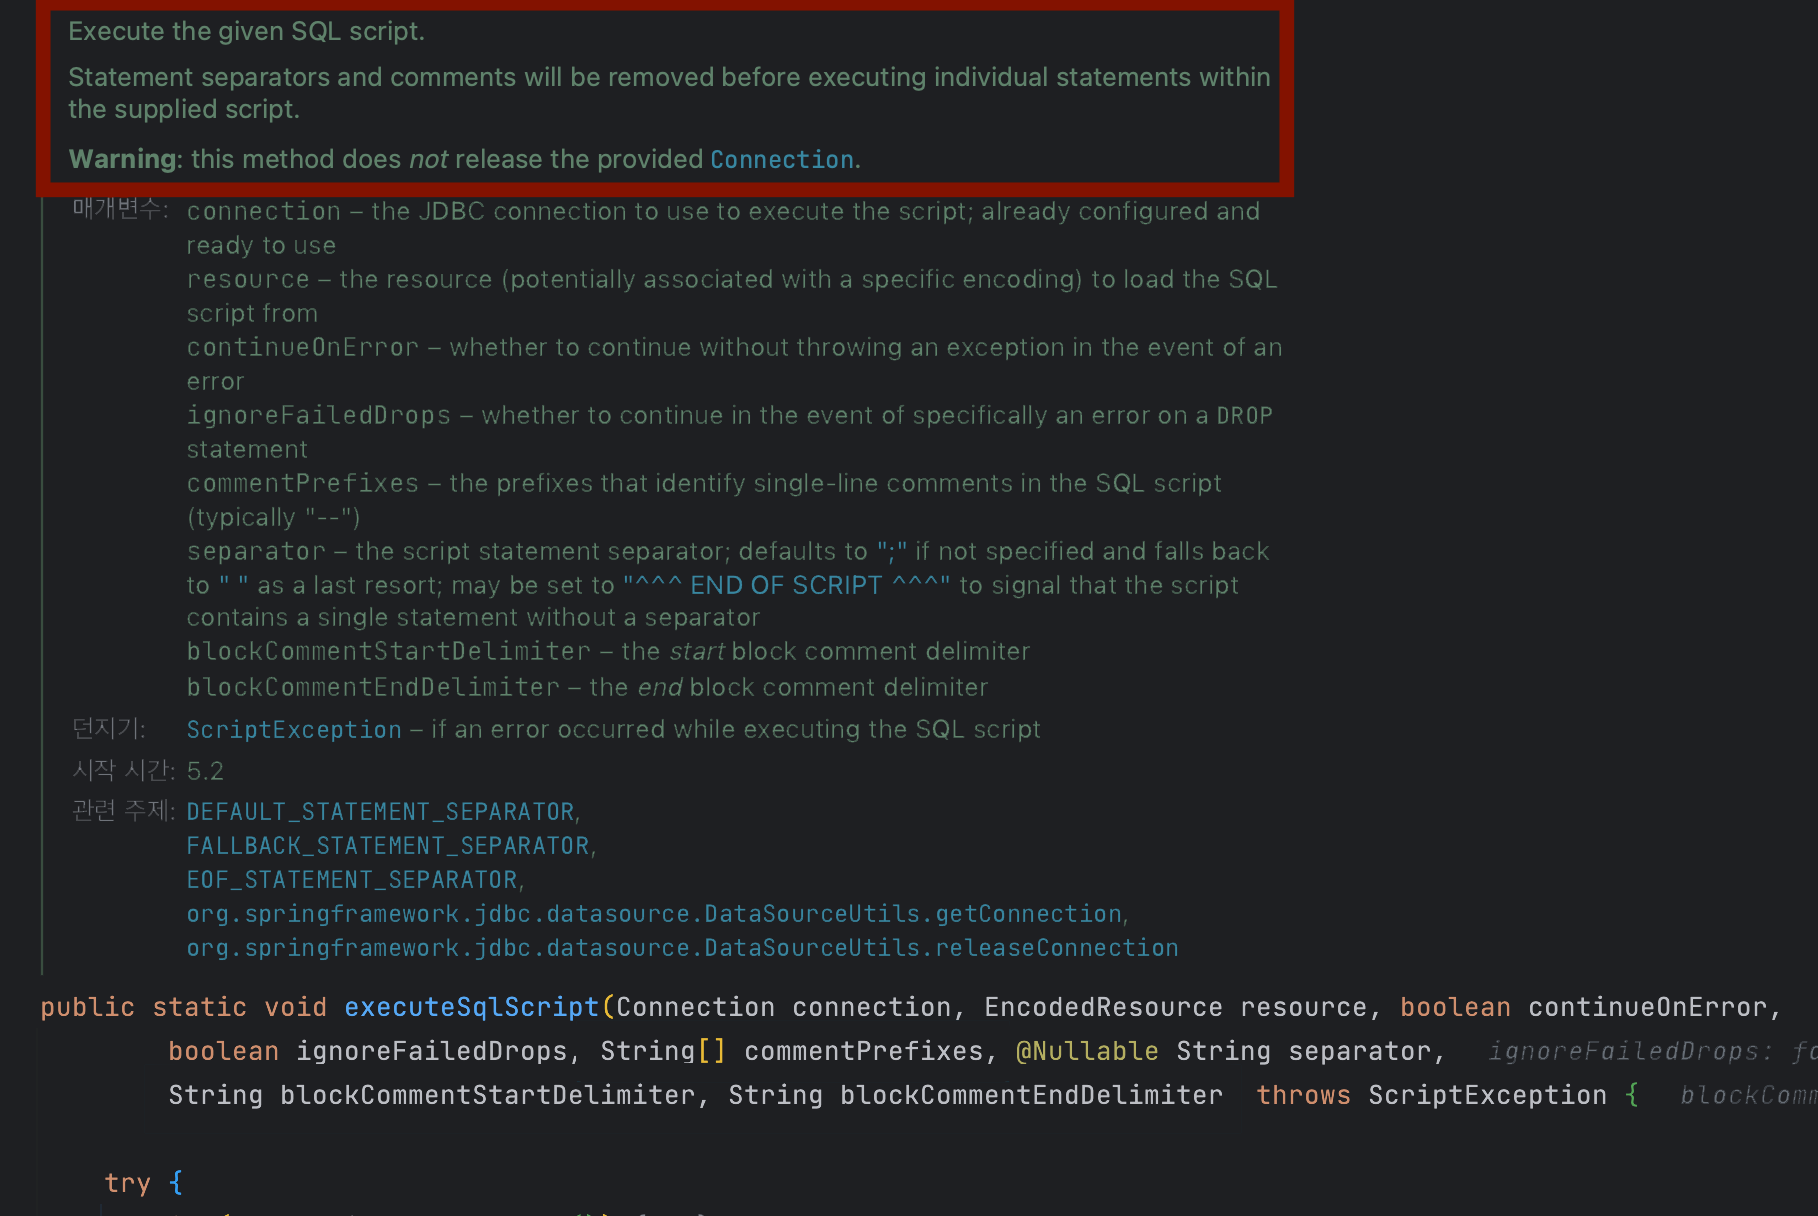 Execute the given SQL script.
Statement separators and comments will be removed before executing individual statements within
the supplied script.
Warning: this method does not release the provided Connection.
매개변수: connection – the JDBC connection to use to execute the script; already configured and
ready to use
resource – the resource (potentially associated with a specific encoding) to load the SQL
script from
continueOnError – whether to continue without throwing an exception in the event of an
error
ignoreFailedDrops – whether to continue in the event of specifically an error on a DROP
statement
commentPrefixes – the prefixes that identify single-line comments in the SQL script
(typically "--")
separator – the script statement separator; defaults to ";" if not specified and falls back
to " " as a last resort; may be set to "^^^ END OF SCRIPT ^^^" to signal that the script
contains a single statement without a separator
blockCommentStartDelimiter – the start block comment delimiter
blockCommentEndDelimiter – the end block comment delimiter
던지기: ScriptException – if an error occurred while executing the SQL script
시작 시간: 5.2
관련 주제: DEFAULT_STATEMENT_SEPARATOR,
FALLBACK_STATEMENT_SEPARATOR,
EOF_STATEMENT_SEPARATOR,
org.springframework.jdbc.datasource.DataSourceUtils.getConnection,
org.springframework.jdbc.datasource.DataSourceUtils.releaseConnection
public static void executeSqlScript(Connection connection, EncodedResource resource, boolean continueOnError,
boolean ignoreFailedDrops, String[] commentPrefixes, @Nullable String separator, ignoreFailedDrops:
String blockCommentStartDelimiter, String blockCommentEndDelimiter throws ScriptException {
try {